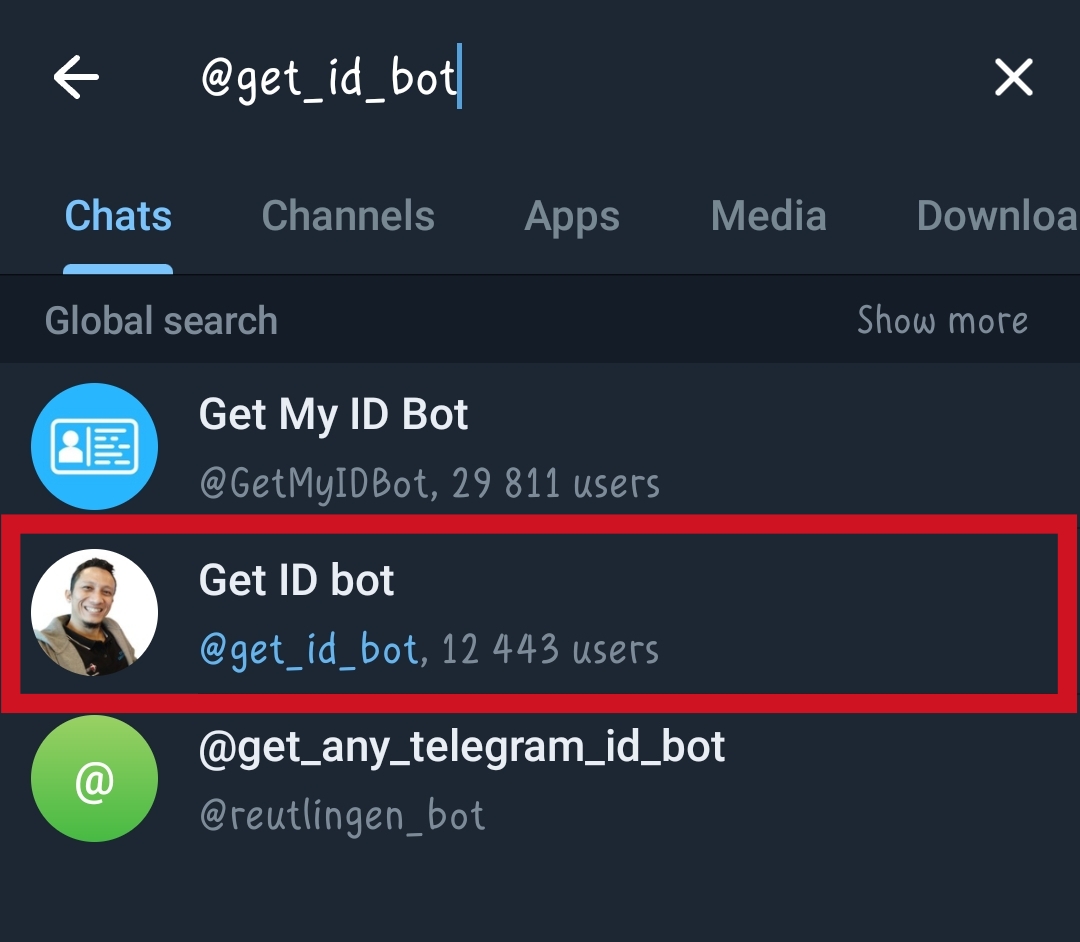 @get_id_bot
Chats Channels Apps Media Downloa
Global search Show more
Get My ID Bot
@GetMyIDBot, 29 811 users
Get ID bot
@get_id_bot, 12 443 users
@
@get_any_telegram_id_bot
@reutlingen_bot